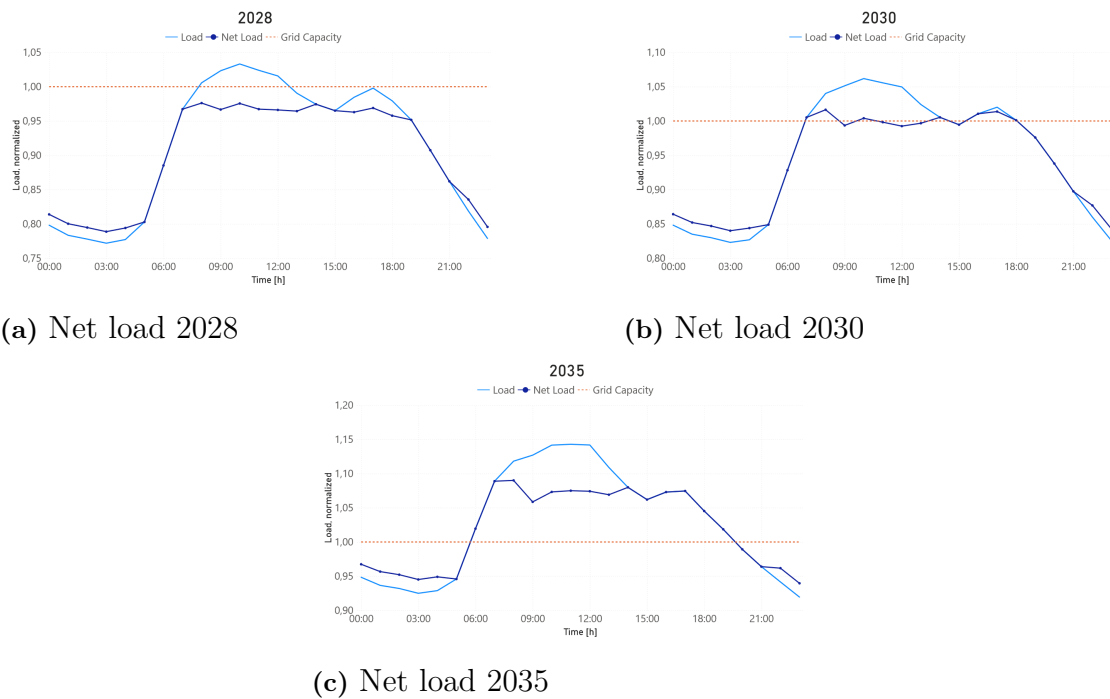 2028
Load Net Load Grid Capacity
Load, normalized
1,05
1,00
0,95
0,90
0,85
0,80
0,75
00:00 03:00 06:00 09:00 12:00 15:00 18:00 21:00
Time [h]
(a) Net load 2028
2030
Load Net Load Grid Capacity
Load, normalized
1,10
1,05
1,00
0,95
0,90
0,85
0,80
00:00 03:00 06:00 09:00 12:00 15:00 18:00 21:00
Time [h]
(b) Net load 2030
2035
Load Net Load Grid Capacity
Load, normalized
1,20
1,15
1,10
1,05
1,00
0,95
0,90
00:00 03:00 06:00 09:00 12:00 15:00 18:00 21:00
Time [h]
(c) Net load 2035